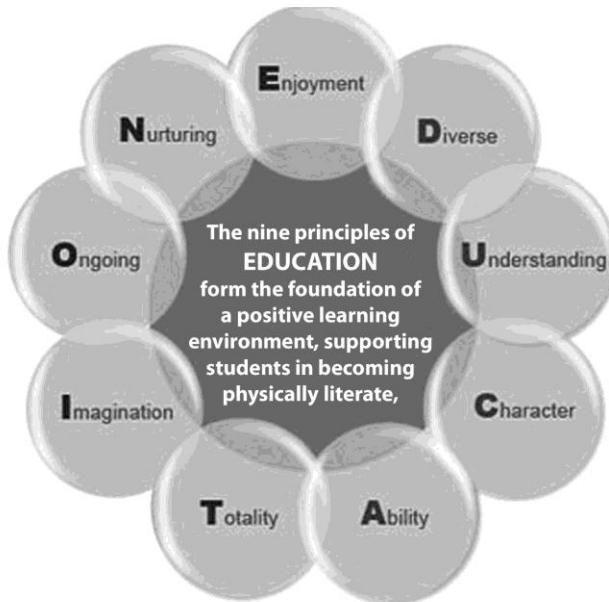 Enjoyment
Diverse
Understanding
Character
Ability
Totality
Imagination
Ongoing
Nurturing
The nine principles of
EDUCATION
form the foundation of
a positive learning
environment, supporting
students in becoming
physically literate,